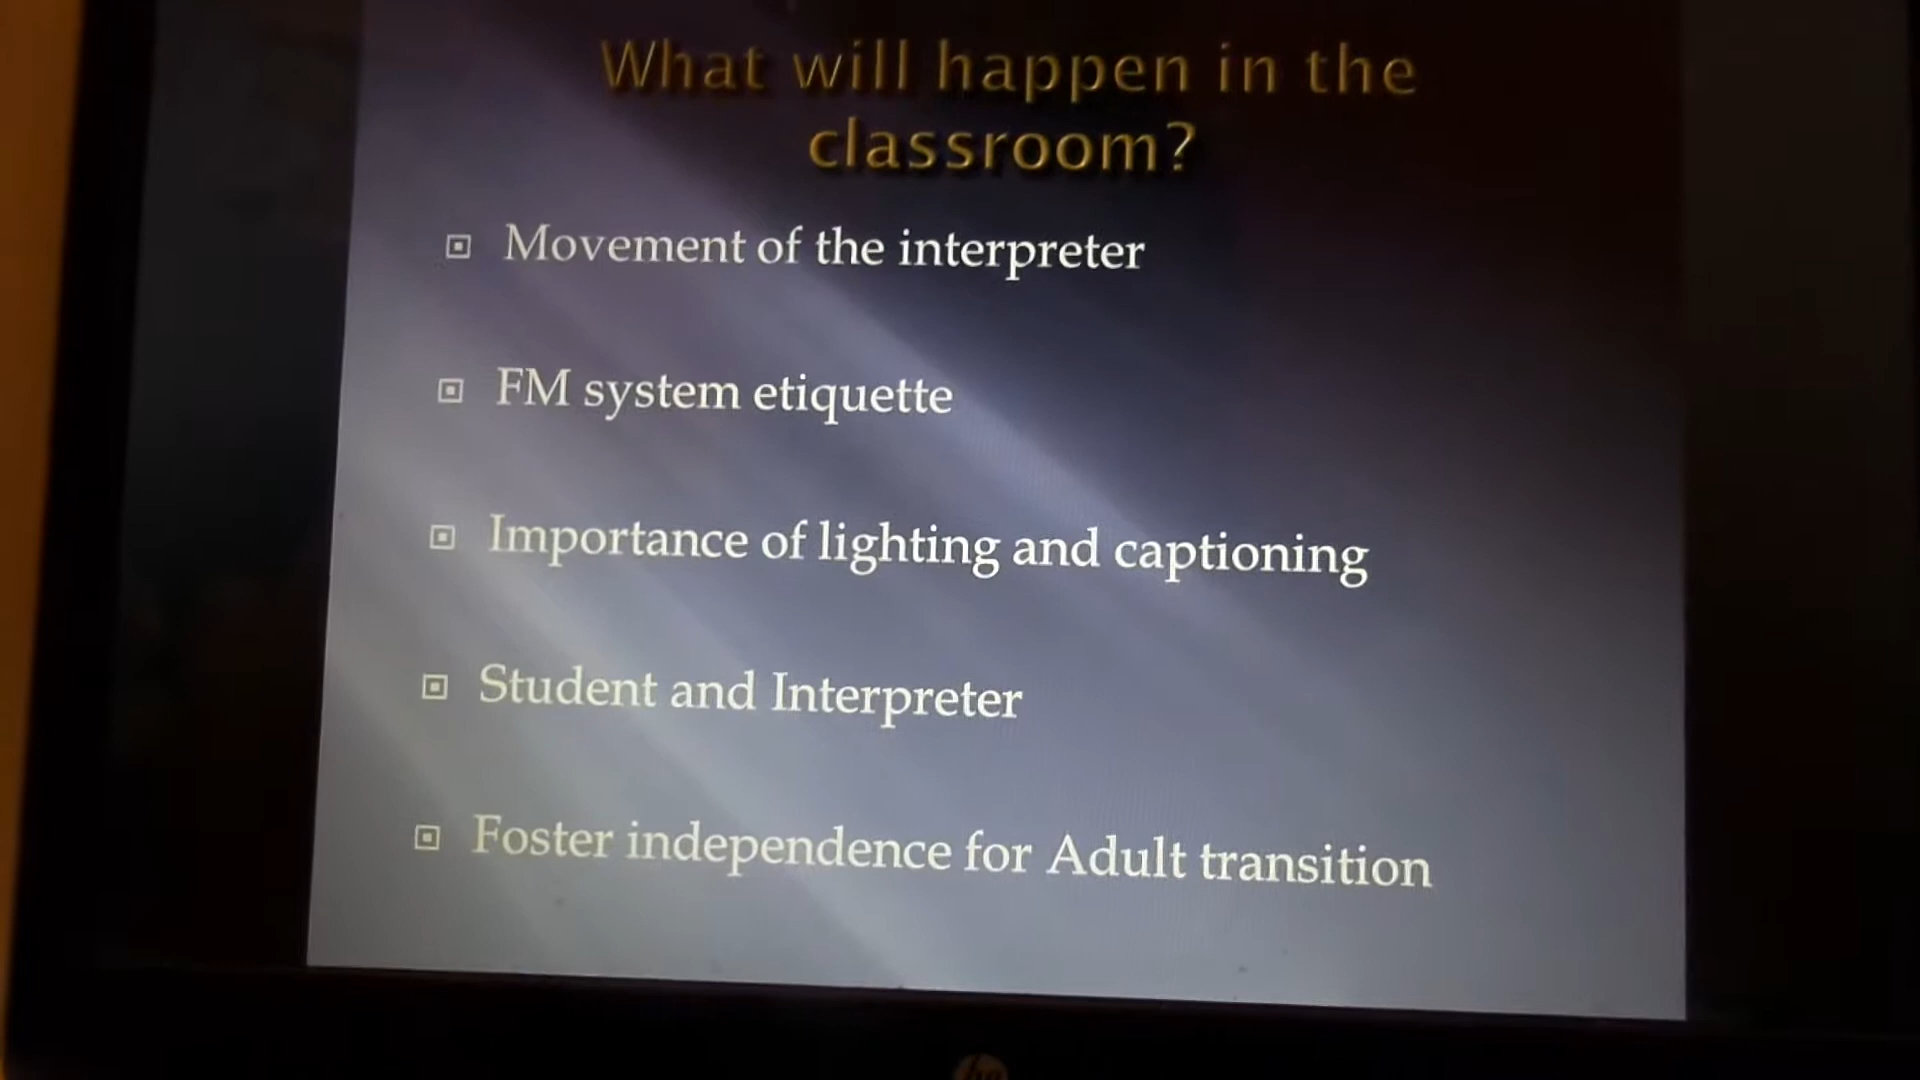 What will happen in the
classroom?
Movement of the interpreter
FM system etiquette
Importance of lighting and captioning
Student and Interpreter
Foster independence for Adult transition
hp